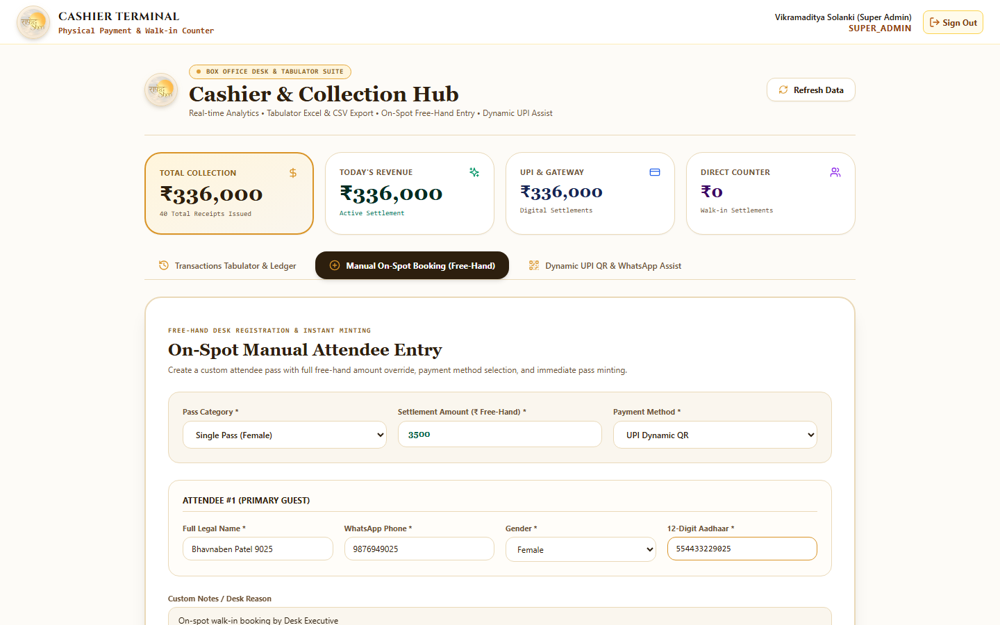 CASHIER TERMINAL
Physical Payment & Walk-in Counter
Vikramaditya Solanki (Super Admin)
SUPER_ADMIN
Sign Out
BOX OFFICE DESK & TABULATOR SUITE
Cashier & Collection Hub
Real-time Analytics • Tabulator Excel & CSV Export • On-Spot Free-Hand Entry • Dynamic UPI Assist
Refresh Data
TOTAL COLLECTION
₹336,000
40 Total Receipts Issued
TODAY'S REVENUE
₹336,000
Active Settlement
UPI & GATEWAY
₹336,000
Digital Settlements
DIRECT COUNTER
₹0
Walk-in Settlements
Transactions Tabulator & Ledger
Manual On-Spot Booking (Free-Hand)
Dynamic UPI QR & WhatsApp Assist
FREE-HAND DESK REGISTRATION & INSTANT MINTING
On-Spot Manual Attendee Entry
Create a custom attendee pass with full free-hand amount override, payment method selection, and immediate pass minting.
Pass Category *
Single Pass (Female)
Settlement Amount (₹ Free-Hand) *
3500
Payment Method *
UPI Dynamic QR
ATTENDEE #1 (PRIMARY GUEST)
Full Legal Name *
Bhavnaben Patel 9025
WhatsApp Phone *
9876949025
Gender *
Female
12-Digit Aadhaar *
554433229025
Custom Notes / Desk Reason
On-spot walk-in booking by Desk Executive